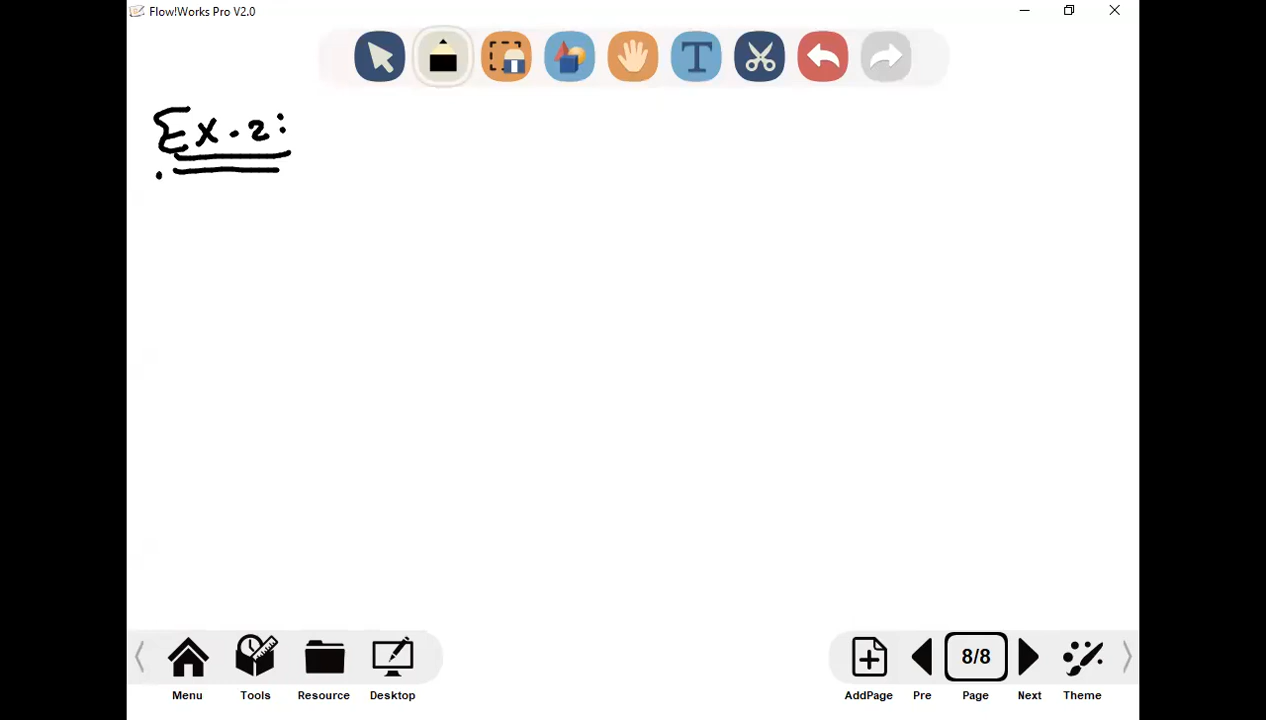 Flow!Works Pro V2.0
T
Ex.2:
8/8
Menu Tools Resource Desktop AddPage Pre Page Next Theme